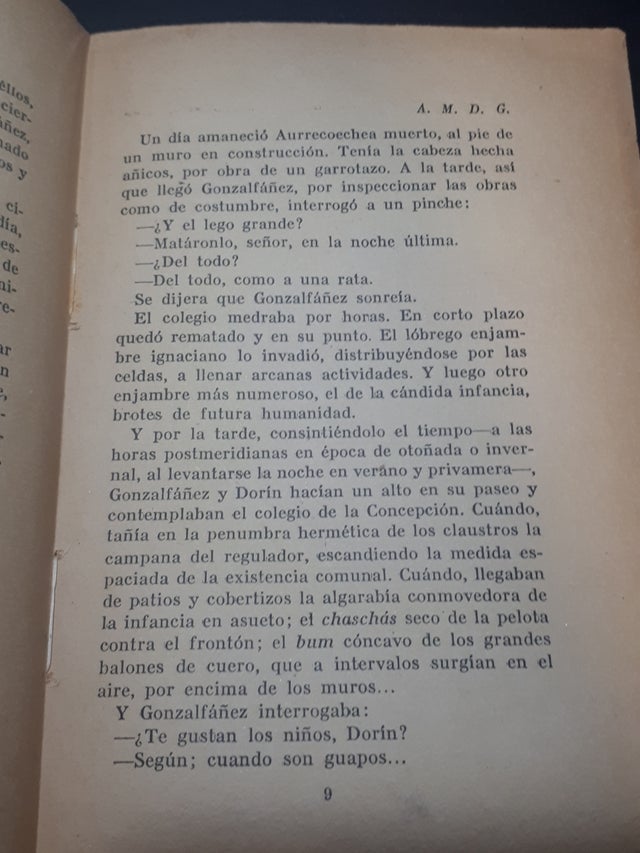 A. M. D. G.
Un día amaneció Aurrecoechea muerto, al pie de
un muro en construcción. Tenía la cabeza hecha
añicos, por obra de un garrotazo. A la tarde, así
que llegó Gonzalfáñez, por inspeccionar las obras
como de costumbre, interrogó a un pinche:
—¿Y el lego grande?
—Matáronlo, señor, en la noche última.
—¿Del todo?
—Del todo, como a una rata.
Se dijera que Gonzalfáñez sonreía.
El colegio medraba por horas. En corto plazo
quedó rematado y en su punto. El lóbrego enjam-
bre ignaciano lo invadió, distribuyéndose por las
celdas, a llenar arcanas actividades. Y luego otro
enjambre más numeroso, el de la cándida infancia,
brotes de futura humanidad.
Y por la tarde, consintiéndolo el tiempo—a las
horas postmeridianas en época de otoñada o inver-
nal, al levantarse la noche en verano y privamera—,
Gonzalfáñez y Dorín hacían un alto en su paseo y
contemplaban el colegio de la Concepción. Cuándo,
tañía en la penumbra hermética de los claustros la
campana del regulador, escandiendo la medida es-
paciada de la existencia comunal. Cuándo, llegaban
de patios y cobertizos la algarabía conmovedora de
la infancia en asueto; el chaschás seco de la pelota
contra el frontón; el bum cóncavo de los grandes
balones de cuero, que a intervalos surgían en el
aire, por encima de los muros...
Y Gonzalfáñez interrogaba:
—¿Te gustan los niños, Dorín?
—Según; cuando son guapos...
9